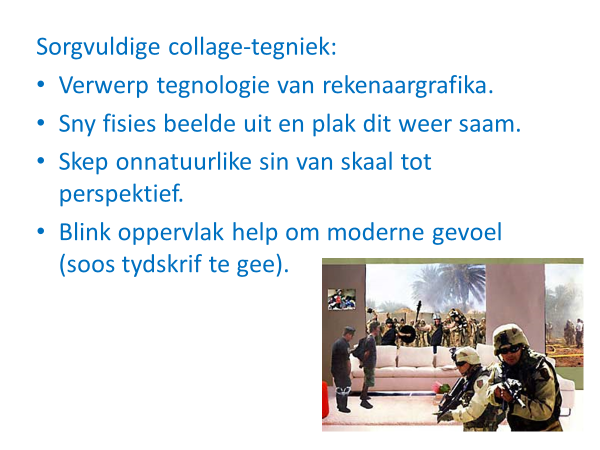 Sorgvuldige collage-tegniek:
• Verwerp tegnologie van rekenaargrafika.
• Sny fisies beelde uit en plak dit weer saam.
• Skep onnatuurlike sin van skaal tot
perspektief.
• Blink oppervlak help om moderne gevoel
(soos tydskrif te gee).